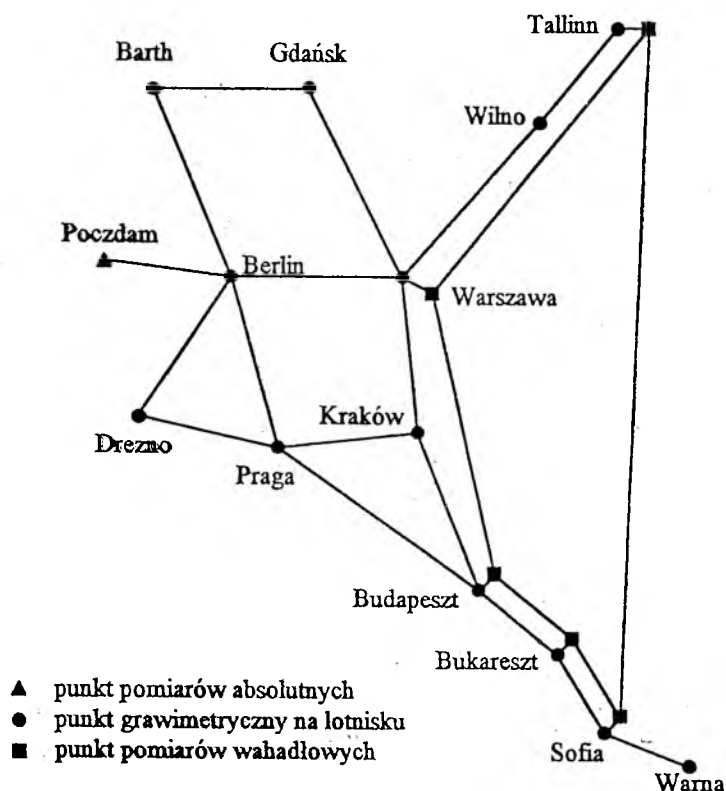 Tallinn
Barth
Gdańsk
Wilno
Poczdam
Berlin
Warszawa
Kraków
Drezno
Praga
Budapeszt
Bukareszt
punkt pomiarów absolutnych
punkt grawimetryczny na lotnisku
punkt pomiarów wahadłowych
Sofia
Warna